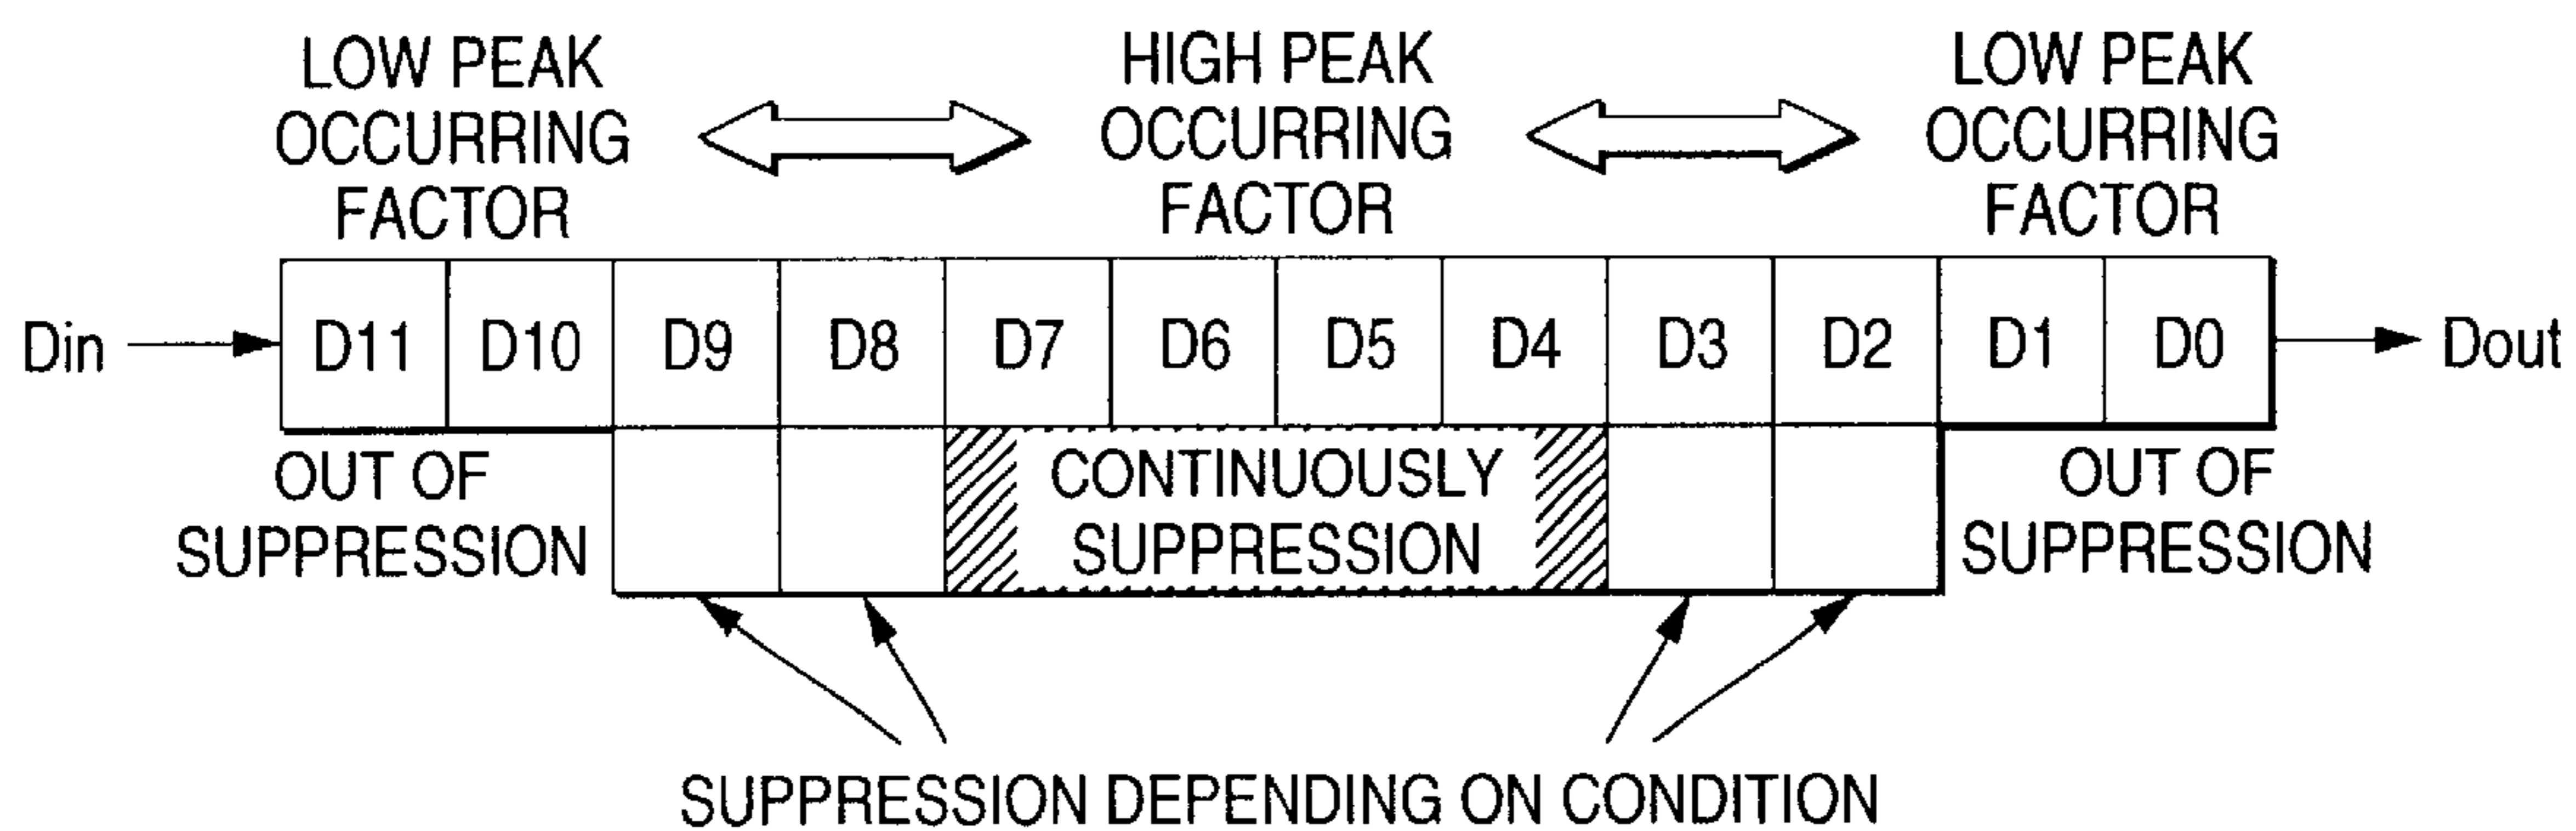 LOW PEAK
OCCURRING
FACTOR
HIGH PEAK
OCCURRING
FACTOR
LOW PEAK
OCCURRING
FACTOR
Din D11 D10 D9 D8 D7 D6 D5 D4 D3 D2 D1 D0 Dout
OUT OF
SUPPRESSION
CONTINUOUSLY
SUPPRESSION
OUT OF
SUPPRESSION
SUPPRESSION DEPENDING ON CONDITION